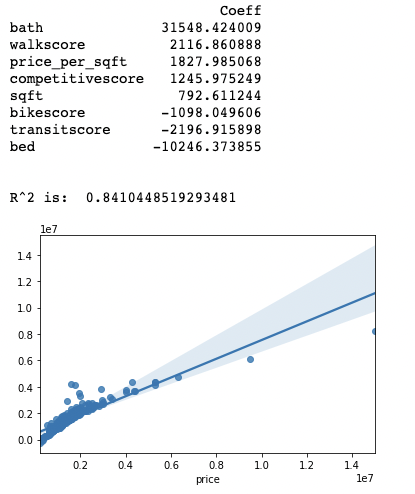 Coeff
bath 31548.424009
walkscore 2116.860888
price_per_sqft 1827.985068
competitivescore 1245.975249
sqft 792.611244
bikescore -1098.049606
transitscore -2196.915898
bed -10246.373855
R^2 is: 0.8410448519293481
1e7
1.4
1.2
1.0
0.8
0.6
0.4
0.2
0.0
0.2 0.4 0.6 0.8 1.0 1.2 1.4
price 1e7